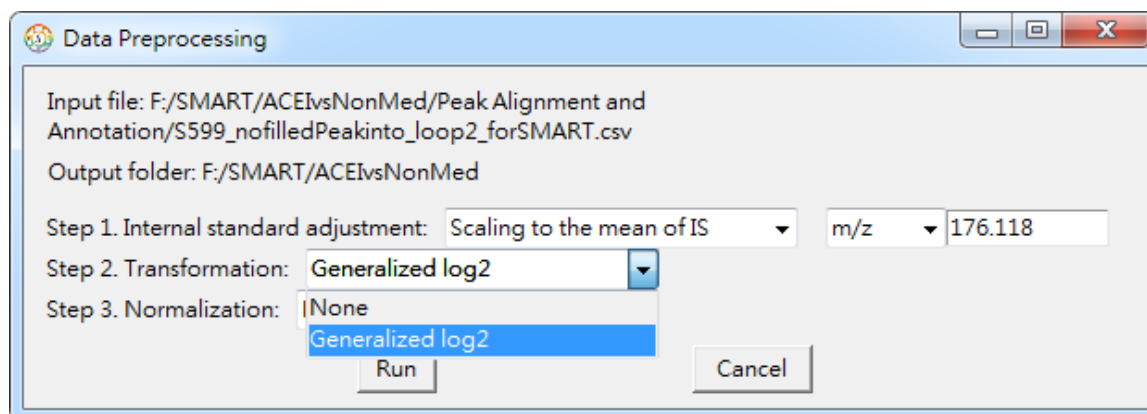 Data Preprocessing
Input file: F:/SMART/ACEIvsNonMed/Peak Alignment and
Annotation/S599_nofilledPeakinto_loop2_forSMART.csv
Output folder: F:/SMART/ACEIvsNonMed
Step 1. Internal standard adjustment: Scaling to the mean of IS m/z 176.118
Step 2. Transformation: Generalized log2
Step 3. Normalization: None
Generalized log2
Run Cancel